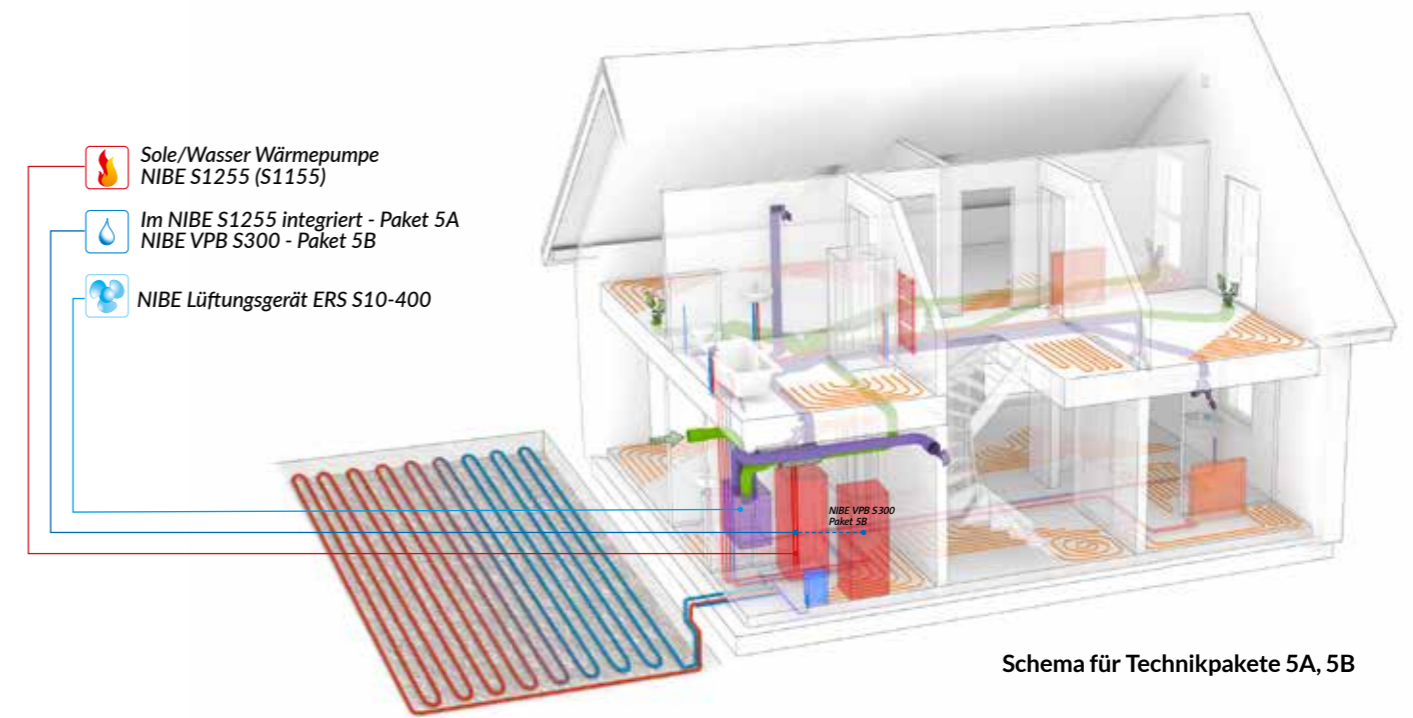 Sole/Wasser Wärmepumpe
NIBE S1255 (S1155)
Im NIBE S1255 integriert - Paket 5A
NIBE VPB S300 - Paket 5B
NIBE Lüftungsgerät ERS S10-400
NIBE VPB S300
Paket 5B
Schema für Technikpakete 5A, 5B